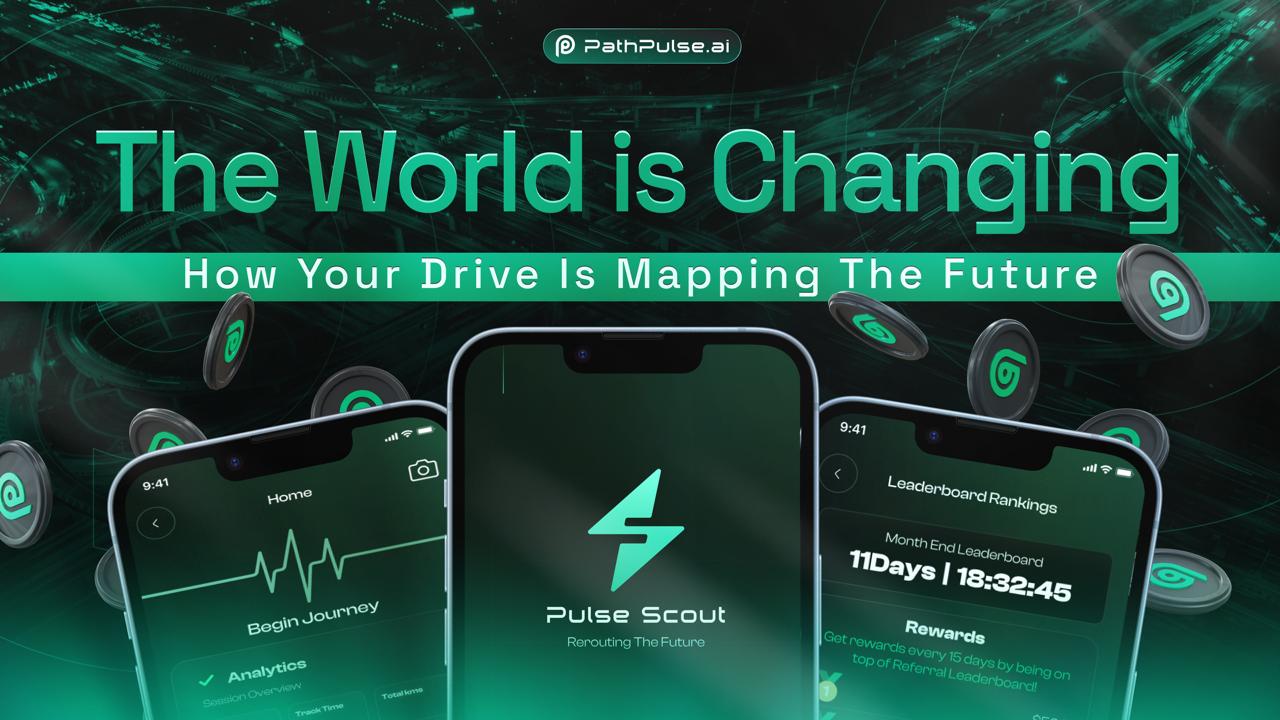 PathPulse.ai
The World is Changing
How Your Drive Is Mapping The Future
9:41
Home
Begin Journey
Analytics
Session Overview
Track Time
Total kms
Pulse Scout
Rerouting The Future
9:41
Leaderboard Rankings
Month End Leaderboard
11Days | 18:32:45
Rewards
Get rewards every 15 days by being on
top of Referral Leaderboard!
1